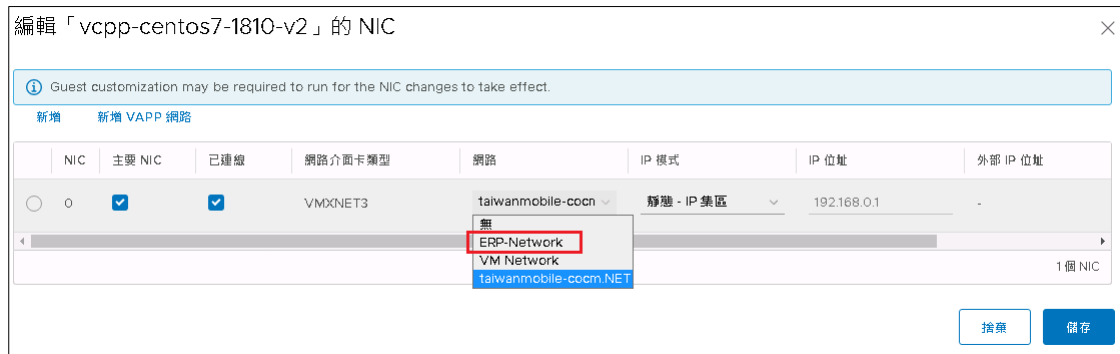 編輯「vcpp-centos7-1810-v2」的 NIC
Guest customization may be required to run for the NIC changes to take effect.
新增 新增 VAPP 網路
NIC 主要 NIC 已連線 網路介面卡類型 網路 IP 模式 IP 位址 外部 IP 位址
0 VMXNET3 taiwanmobile-cocn 靜態 - IP 集區 192.168.0.1 -
無
ERP-Network
VM Network
taiwanmobile-cocm.NET
1 個 NIC
捨棄 儲存